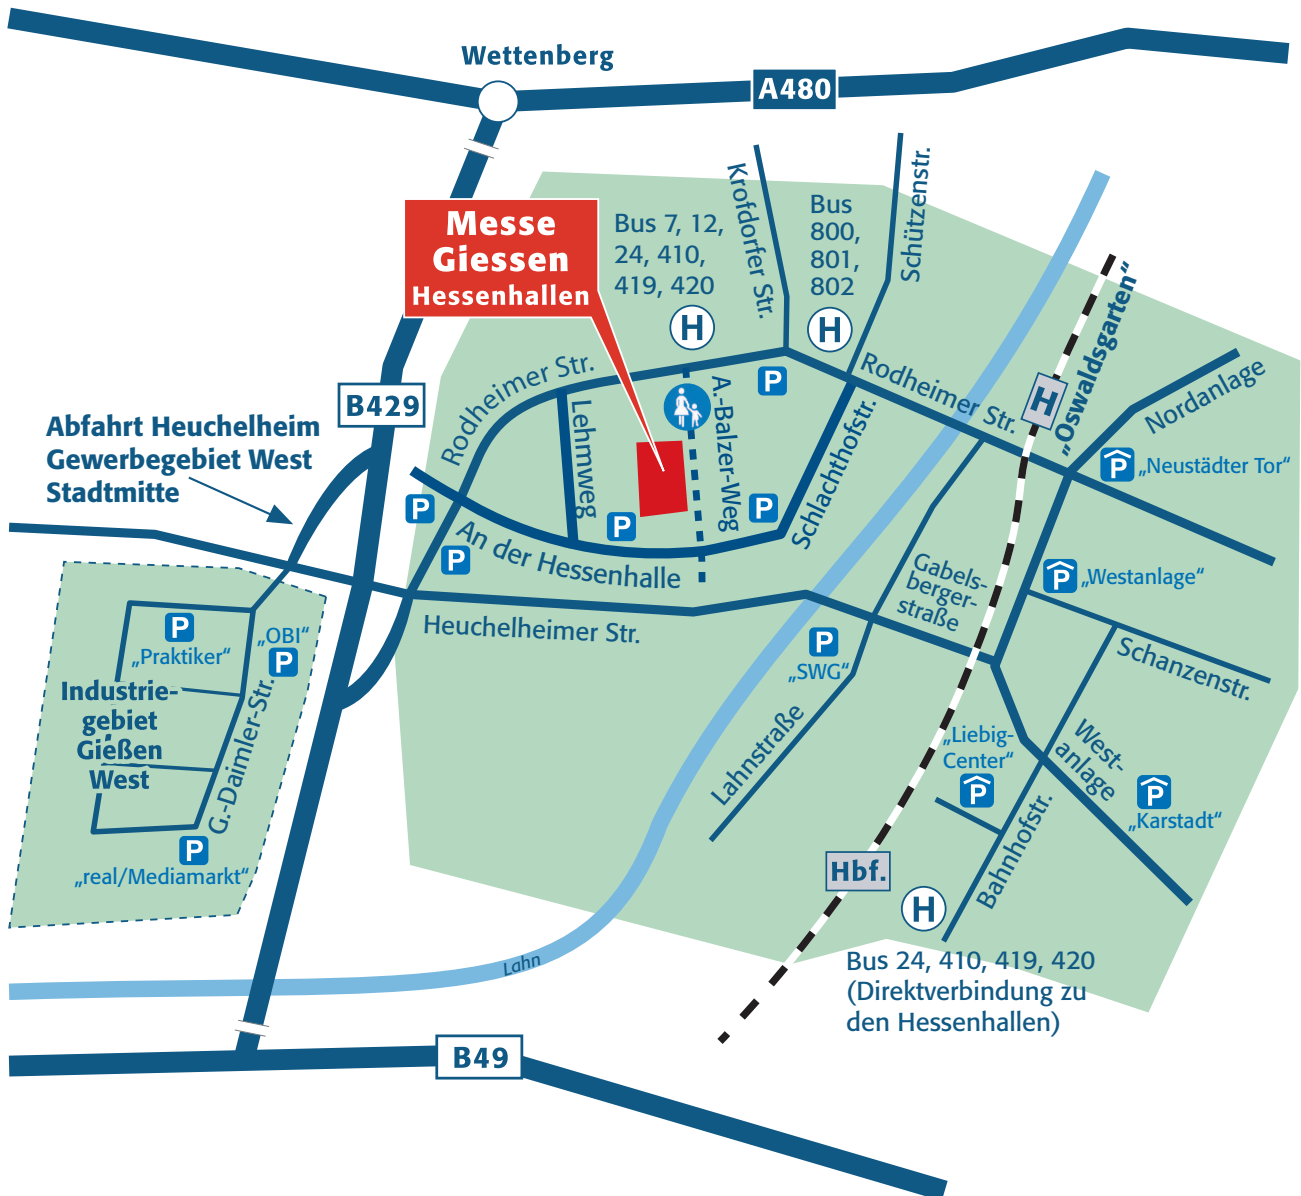 Wettenberg
A480
Messe
Giessen
Hessenhallen
Bus 7, 12,
24, 410,
419, 420
H
Krofdorfer Str.
Bus
800,
801,
802
H
Schützenstr.
„Oswaldsgarten“
H
Rodheimer Str.
Rodheimer Str.
Nordanlage
P
„Neustädter Tor“
B429
Abfahrt Heuchelheim
Gewerbegebiet West
Stadtmitte
Lehmweg
A.-Balzer-Weg
P
Schlachthofstr.
P
P
P
P
An der Hessenhalle
Heuchelheimer Str.
Gabels-
berger-
straße
P
„Westanlage“
Schanzenstr.
P
„Praktiker“
„OBI“
P
Industrie-
gebiet
Gießen
West
G.-Daimler-Str.
P
„real/Mediamarkt“
P
„SWG“
Lahnstraße
„Liebig-
Center“
P
West-
anlage
P
„Karstadt“
Bahnhofstr.
Hbf.
H
Bus 24, 410, 419, 420
(Direktverbindung zu
den Hessenhallen)
Lahn
B49